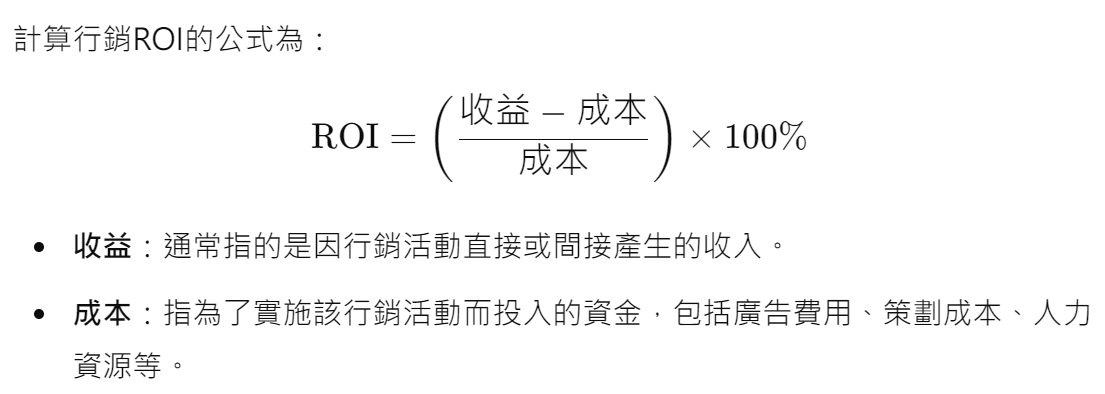 計算行銷ROI的公式為：
ROI = (收益 − 成本 / 成本) × 100%
• 收益：通常指的是因行銷活動直接或間接產生的收入。
• 成本：指為了實施該行銷活動而投入的資金，包括廣告費用、策劃成本、人力
資源等。